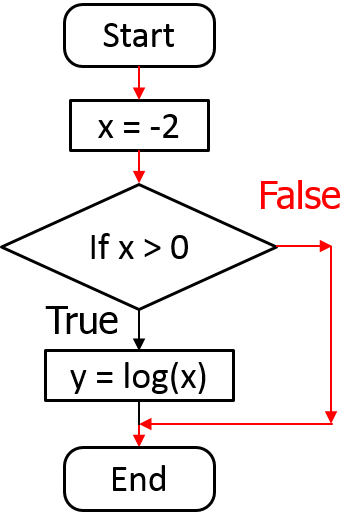 Start
x = -2
False
If x > 0
True
y = log(x)
End